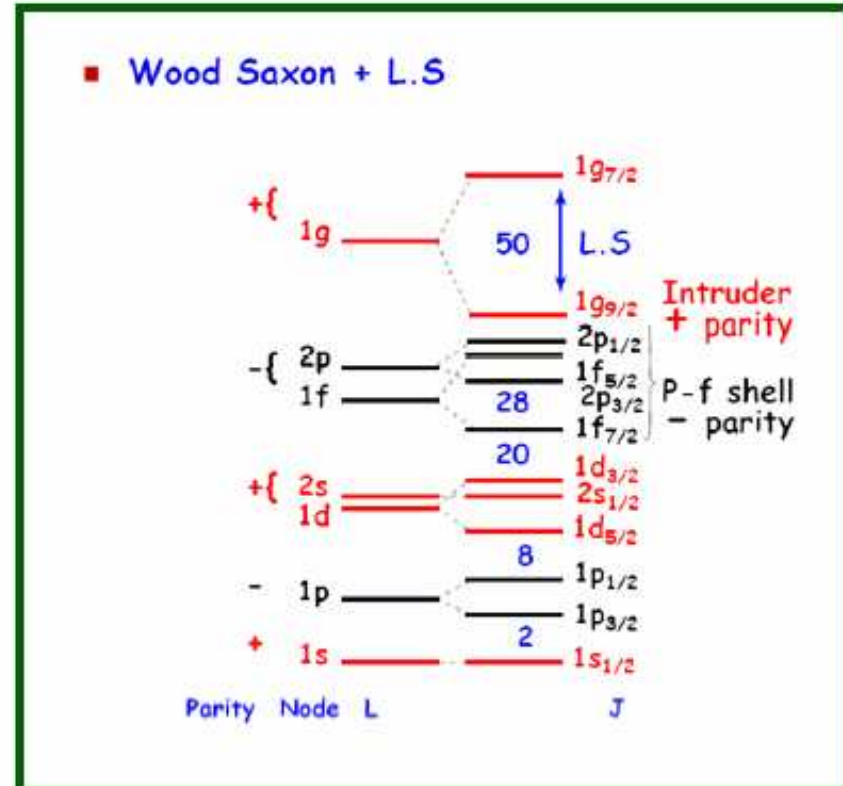 ▪ Wood Saxon + L.S
1g7/2
+{ 1g
50 L.S
1g9/2 Intruder
+ parity
2p1/2
-{ 2p
1f5/2
1f 28 2p3/2 P-f shell
1f7/2 - parity
20
1d3/2
+{ 2s 2s1/2
1d 1d5/2
8
1p1/2
- 1p
1p3/2
2
+ 1s 1s1/2
Parity Node L J